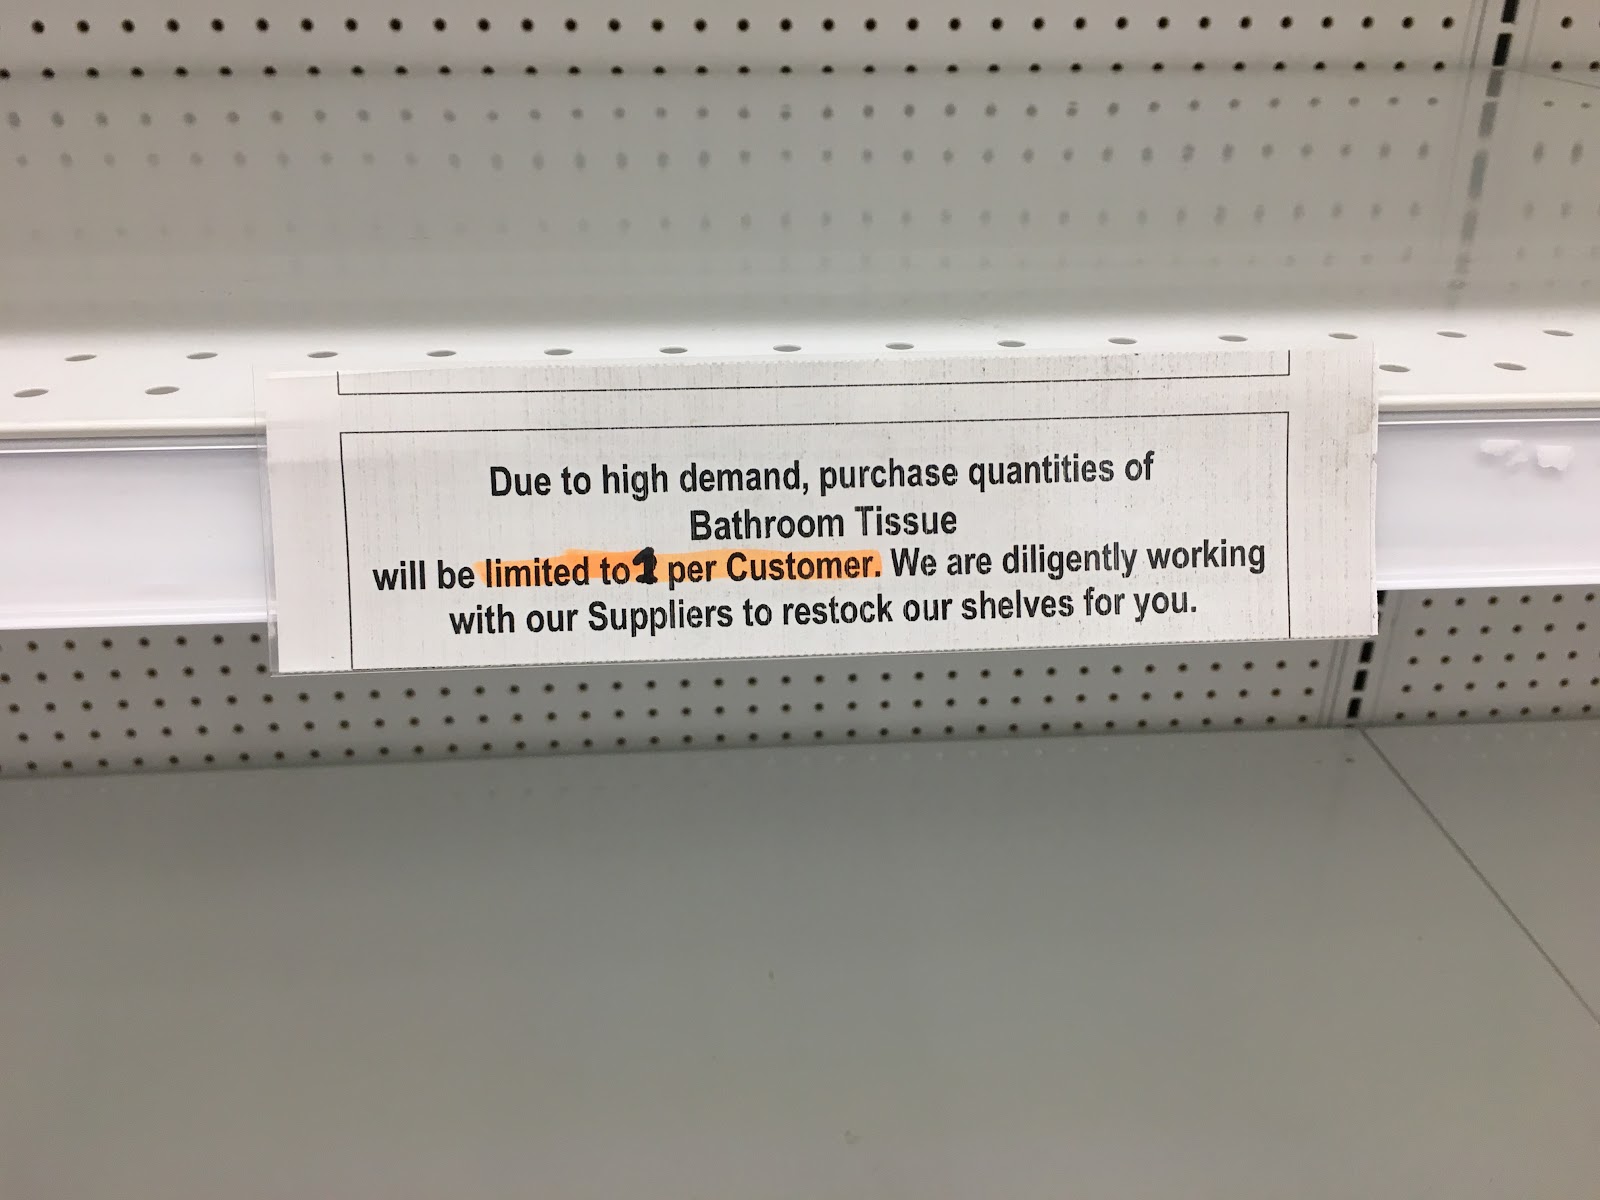 Due to high demand, purchase quantities of
Bathroom Tissue
will be limited to 1 per Customer. We are diligently working
with our Suppliers to restock our shelves for you.